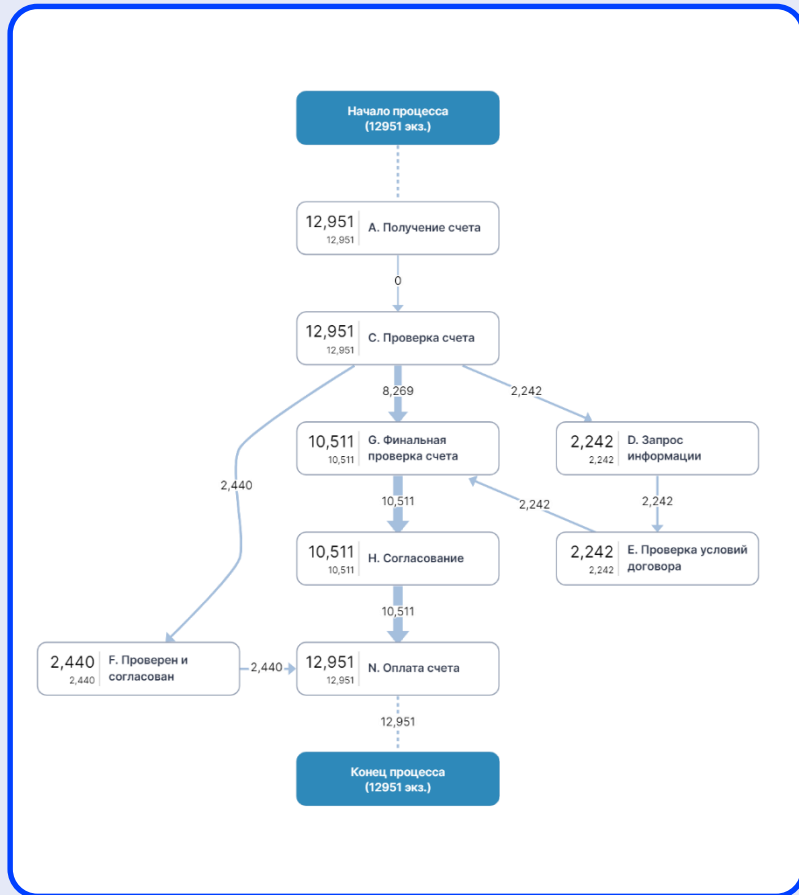 Начало процесса
(12951 экз.)
12,951
12,951
А. Получение счета
0
12,951
12,951
С. Проверка счета
8,269
2,242
10,511
10,511
G. Финальная
проверка счета
2,242
2,242
D. Запрос
информации
2,440
10,511
2,242
2,242
10,511
10,511
Н. Согласование
2,242
2,242
Е. Проверка условий
договора
10,511
2,440
2,440
F. Проверен и
согласован
2,440
12,951
12,951
N. Оплата счета
12,951
Конец процесса
(12951 экз.)